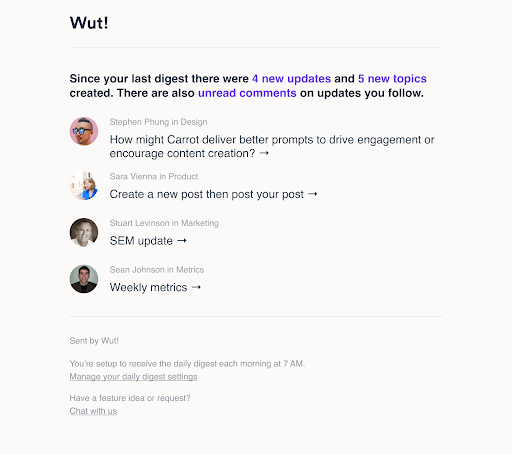 Wut!
Since your last digest there were 4 new updates and 5 new topics
created. There are also unread comments on updates you follow.
Stephen Phung in Design
How might Carrot deliver better prompts to drive engagement or
encourage content creation? →
Sara Vienna in Product
Create a new post then post your post →
Stuart Levinson in Marketing
SEM update →
Sean Johnson in Metrics
Weekly metrics →
Sent by Wut!
You're setup to receive the daily digest each morning at 7 AM.
Manage your daily digest settings
Have a feature idea or request?
Chat with us